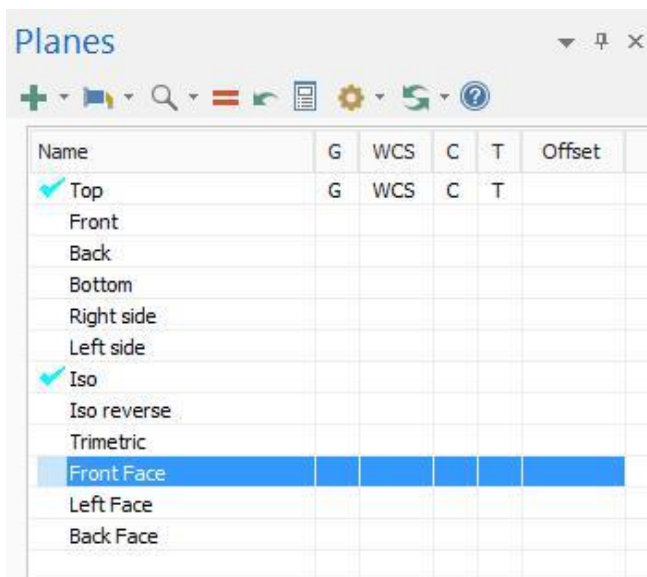 Planes
Name G WCS C T Offset
Top G WCS C T
Front
Back
Bottom
Right side
Left side
Iso
Iso reverse
Trimetric
Front Face
Left Face
Back Face